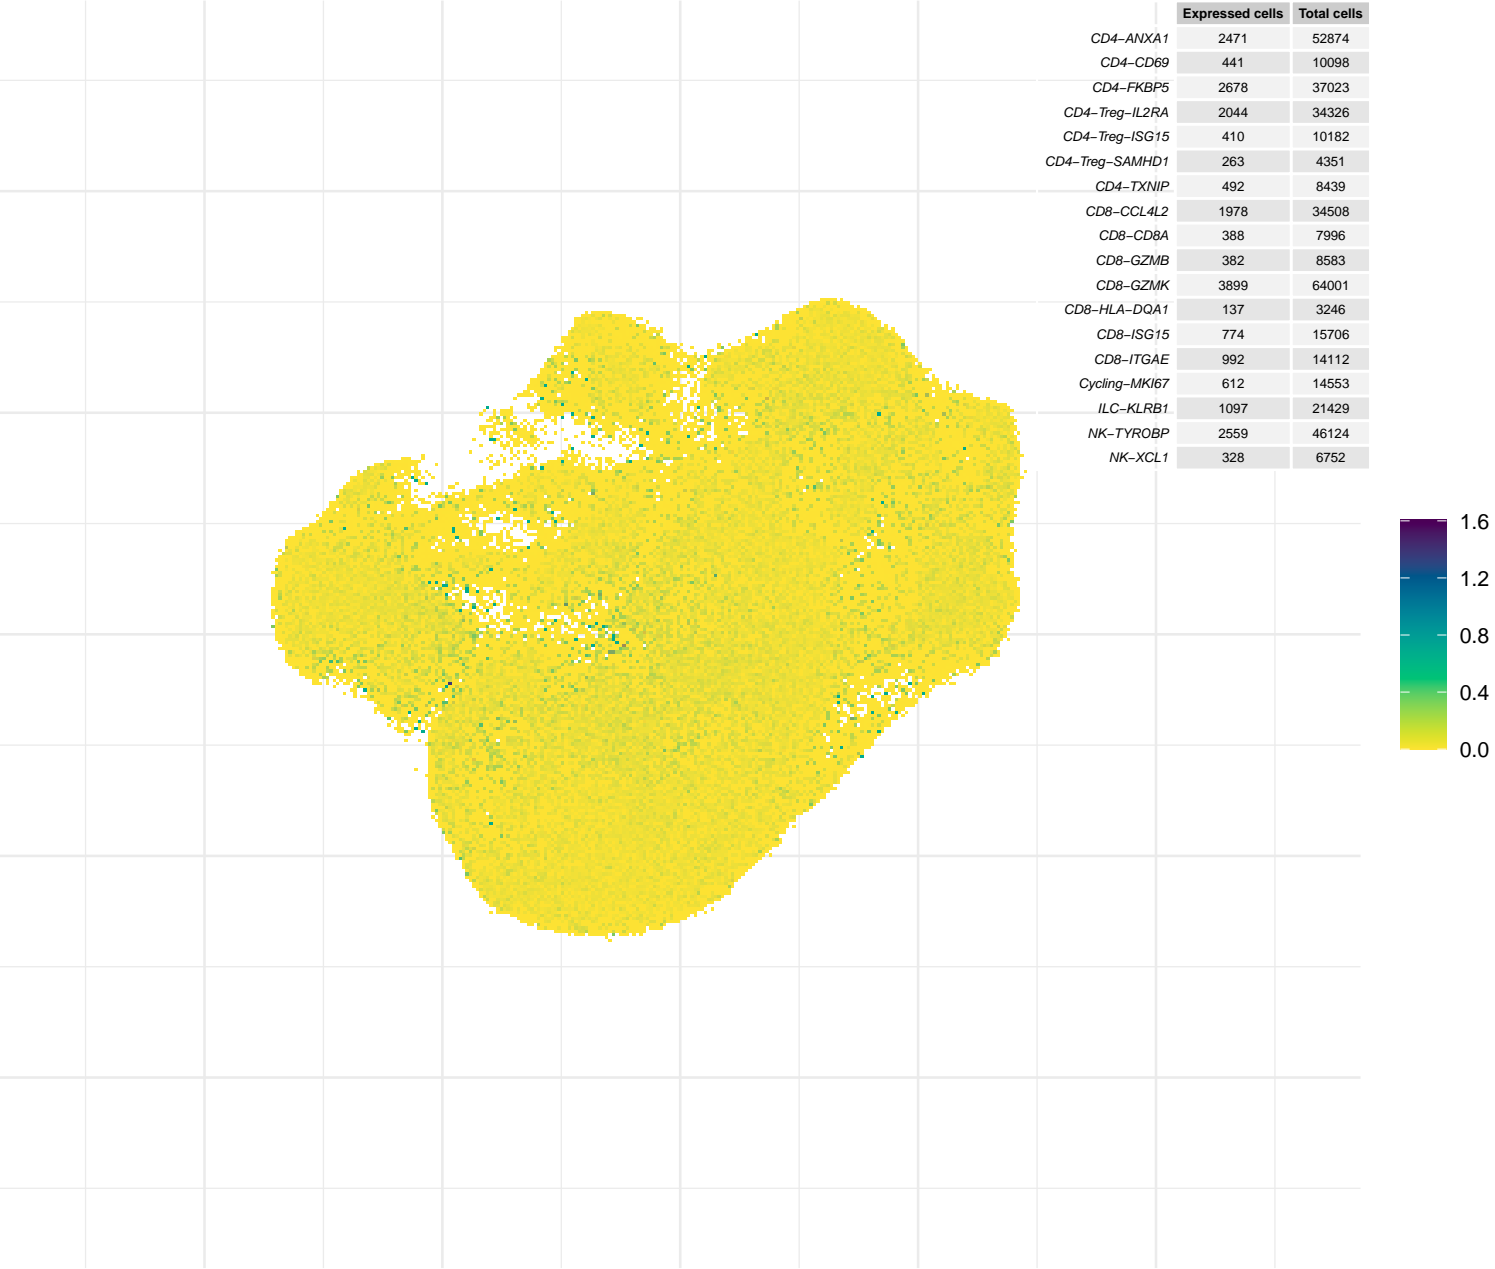 Expressed cells Total cells
CD4−ANXA1 2471 52874
CD4−CD69 441 10098
CD4−FKBP5 2678 37023
CD4−Treg−IL2RA 2044 34326
CD4−Treg−ISG15 410 10182
CD4−Treg−SAMHD1 263 4351
CD4−TXNIP 492 8439
CD8−CCL4L2 1978 34508
CD8−CD8A 388 7996
CD8−GZMB 382 8583
CD8−GZMK 3899 64001
CD8−HLA−DQA1 137 3246
CD8−ISG15 774 15706
CD8−ITGAE 992 14112
Cycling−MKI67 612 14553
ILC−KLRB1 1097 21429
NK−TYROBP 2559 46124
NK−XCL1 328 6752
1.6
1.2
0.8
0.4
0.0